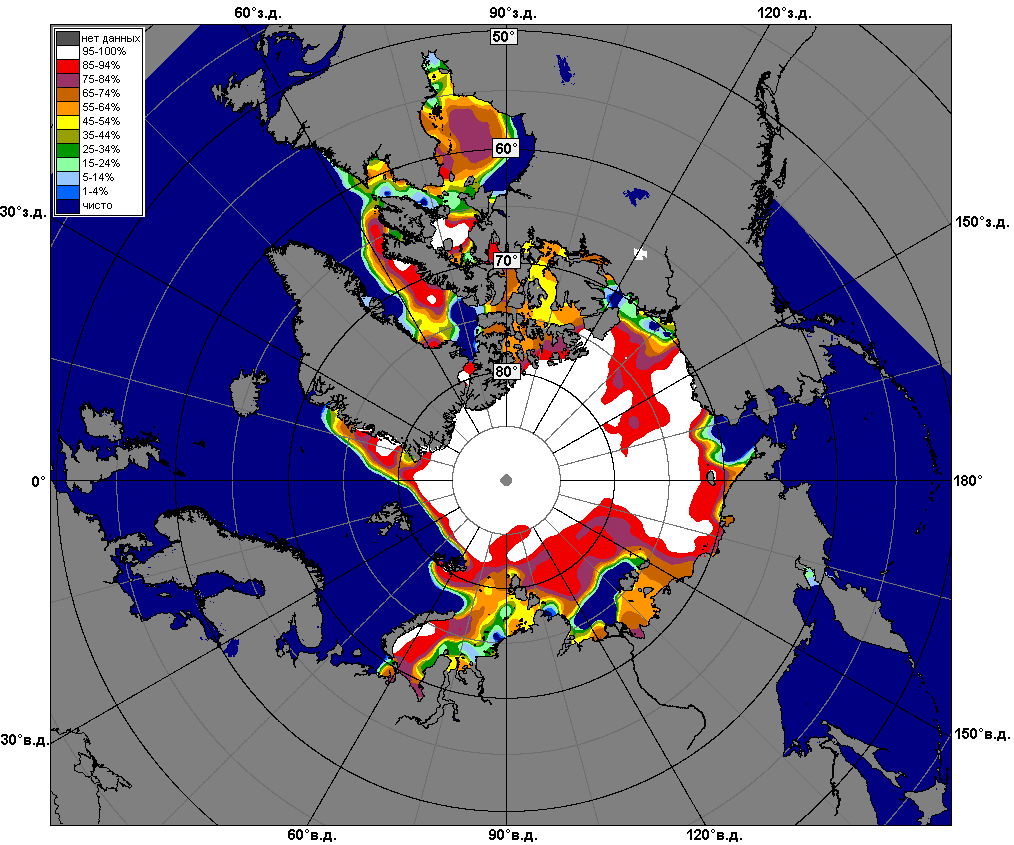 60°з.д.
90°з.д.
120°з.д.
нет данных
95-100%
85-94%
75-84%
65-74%
55-64%
45-54%
35-44%
25-34%
15-24%
5-14%
1-4%
чисто
50°
60°
30°з.д.
150°з.д.
70°
80°
0°
180°
30°в.д.
150°в.д.
60°в.д.
90°в.д.
120°в.д.